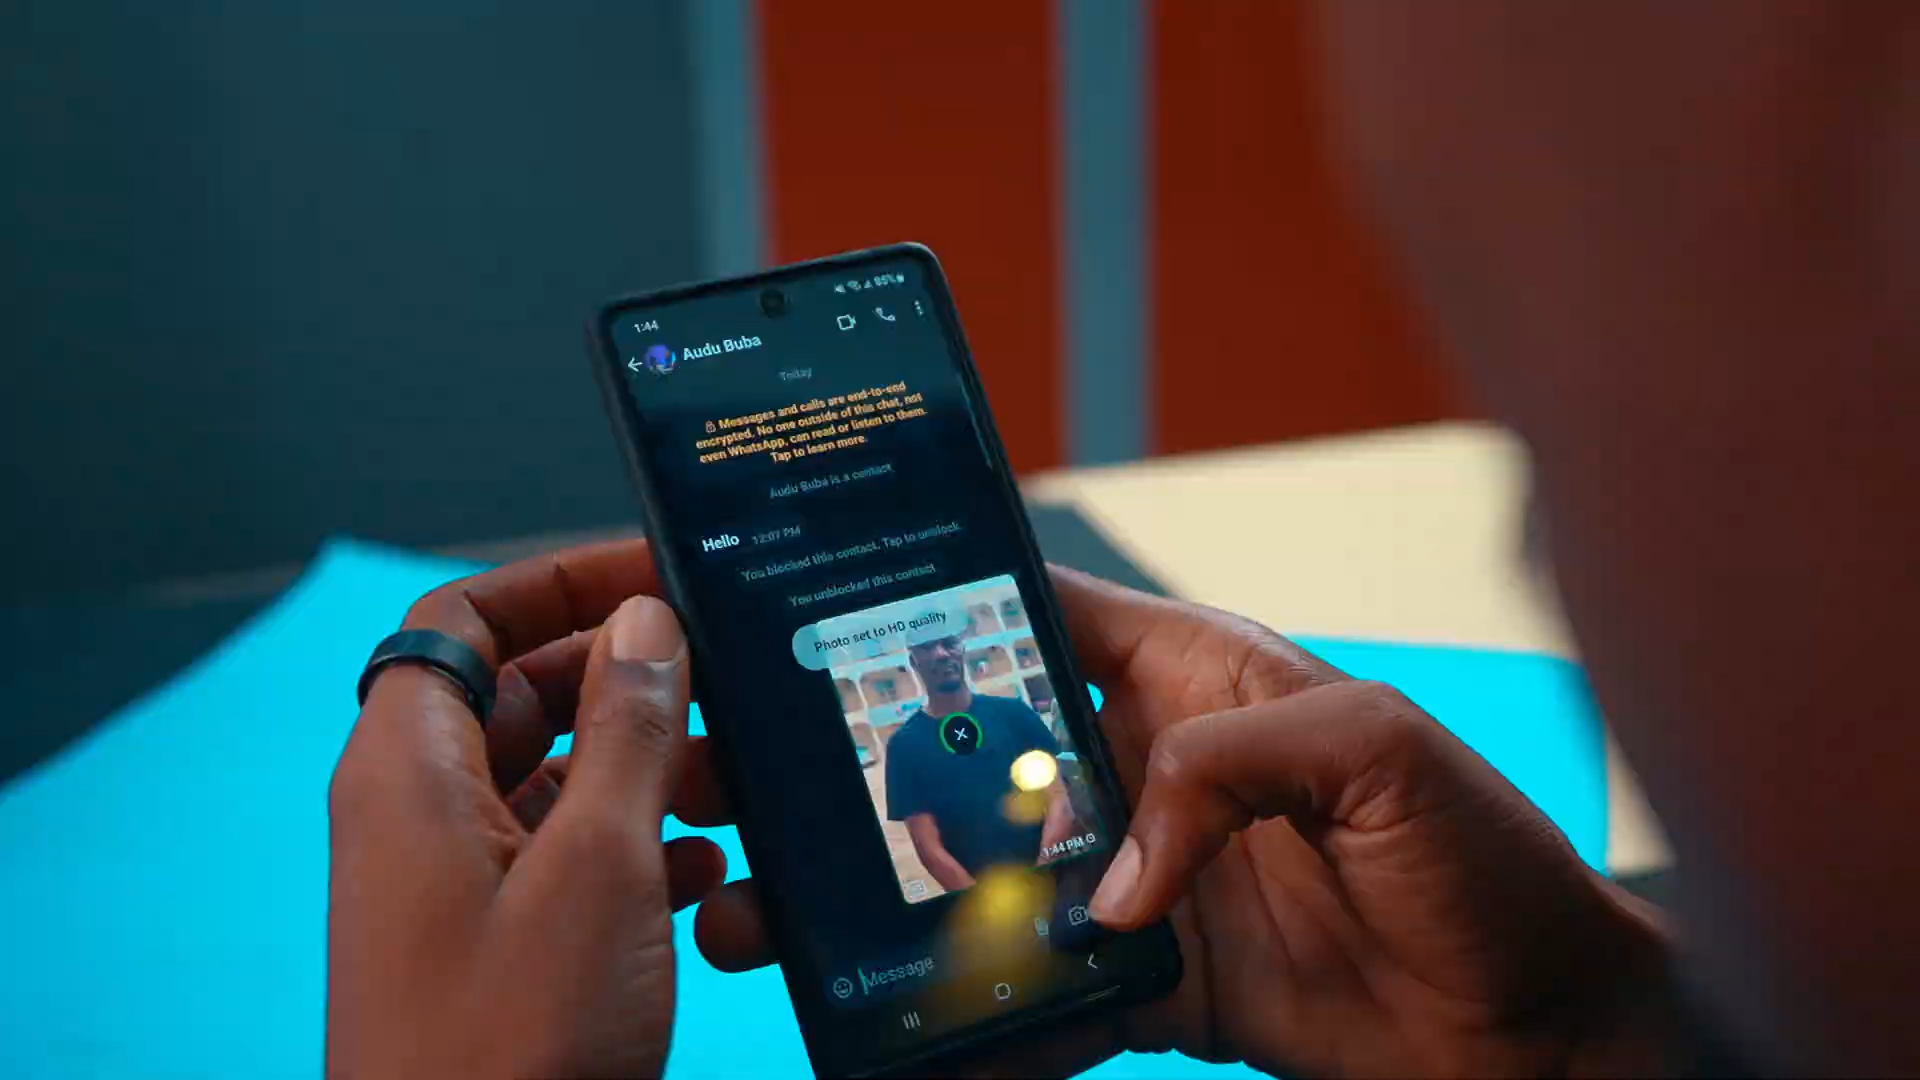 1:44
85%
Audu Buba
Today
Messages and calls are end-to-end
encrypted. No one outside of this chat, not
even WhatsApp, can read or listen to them.
Tap to learn more.
Audu Buba is a contact
Hello 12:07 PM
You blocked this contact. Tap to unblock.
You unblocked this contact
Photo set to HD quality
1:44 PM
Message